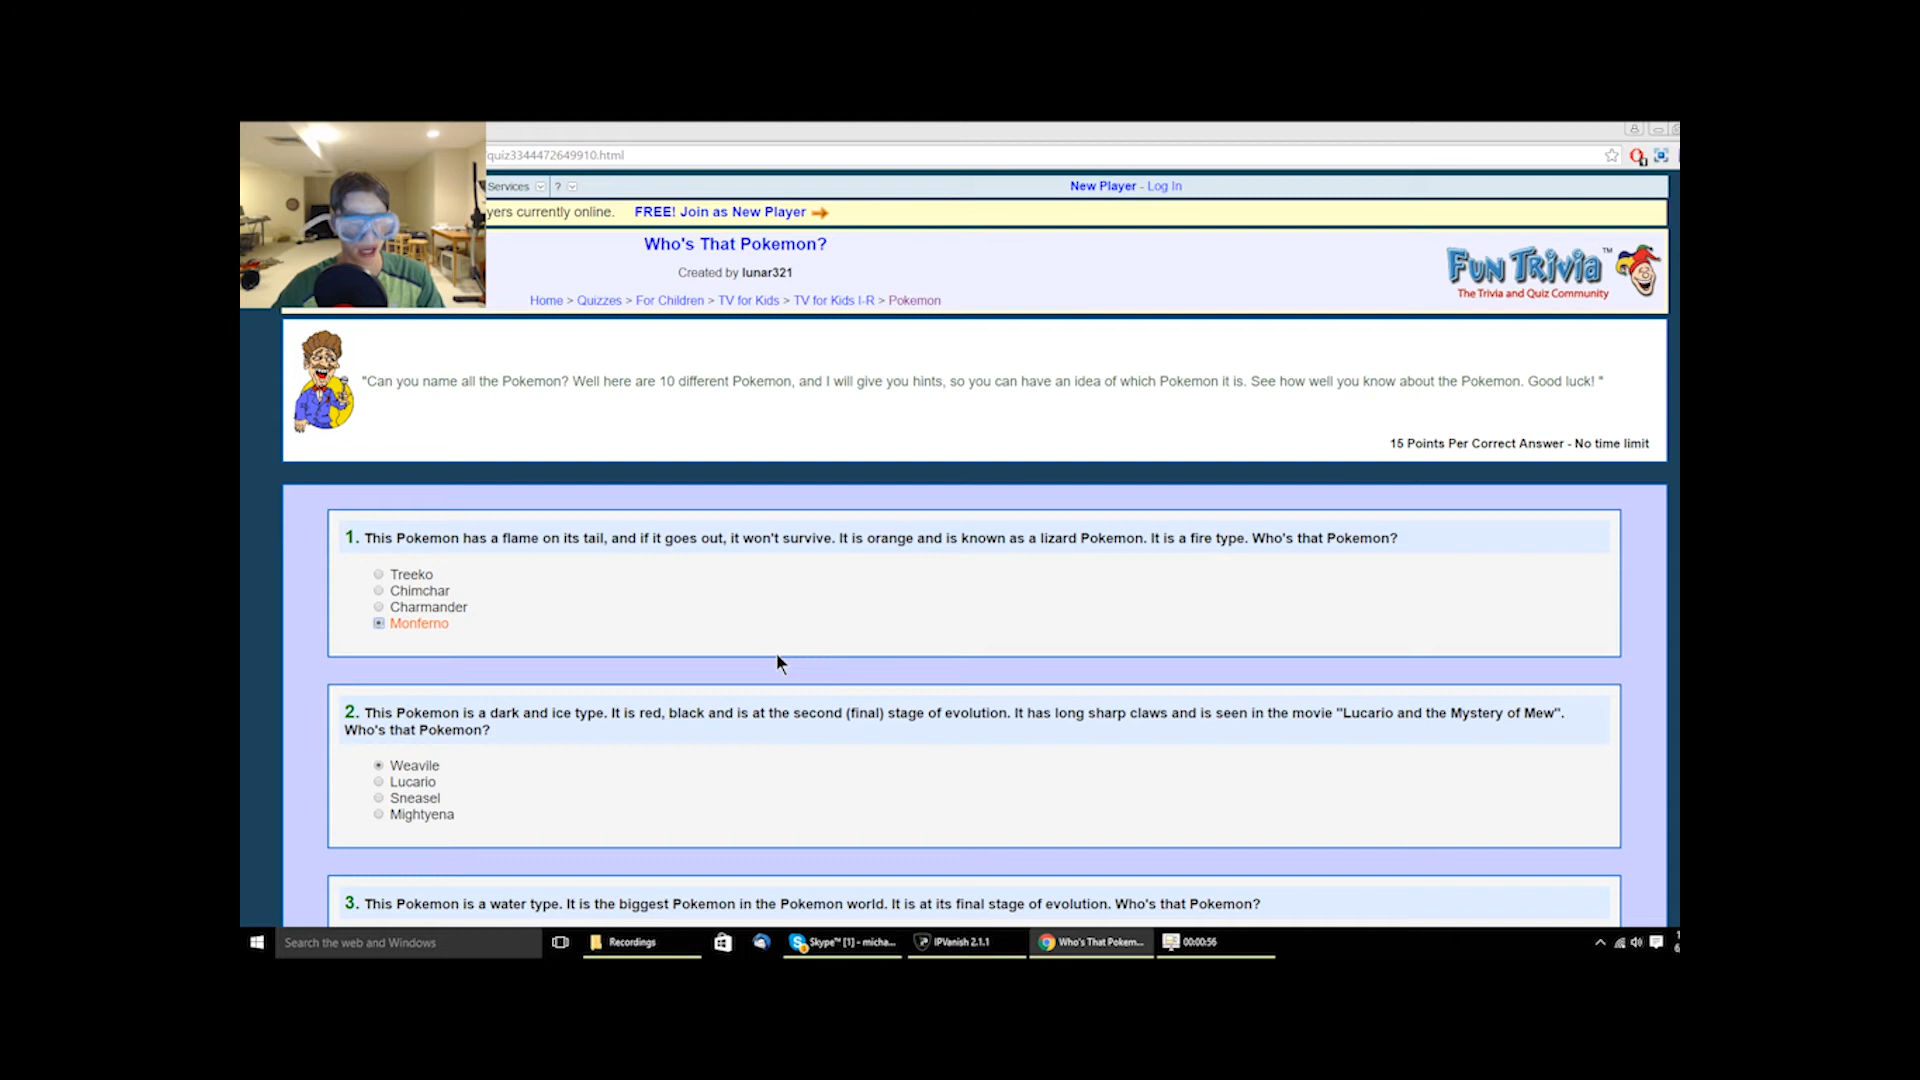 quiz3344472649910.html
Services
?
New Player - Log In
yers currently online. FREE! Join as New Player
Who's That Pokemon?
Created by lunar321
Home > Quizzes > For Children > TV for Kids > TV for Kids I-R > Pokemon
Fun Trivia™
The Trivia and Quiz Community
"Can you name all the Pokemon? Well here are 10 different Pokemon, and I will give you hints, so you can have an idea of which Pokemon it is. See how well you know about the Pokemon. Good luck! "
15 Points Per Correct Answer - No time limit
1. This Pokemon has a flame on its tail, and if it goes out, it won't survive. It is orange and is known as a lizard Pokemon. It is a fire type. Who's that Pokemon?
Treeko
Chimchar
Charmander
Monferno
2. This Pokemon is a dark and ice type. It is red, black and is at the second (final) stage of evolution. It has long sharp claws and is seen in the movie "Lucario and the Mystery of Mew".
Who's that Pokemon?
Weavile
Lucario
Sneasel
Mightyena
3. This Pokemon is a water type. It is the biggest Pokemon in the Pokemon world. It is at its final stage of evolution. Who's that Pokemon?
Search the web and Windows
Recordings
Skype™ [1] - micha...
IPVanish 2.1.1
Who's That Pokem...
00:00:56